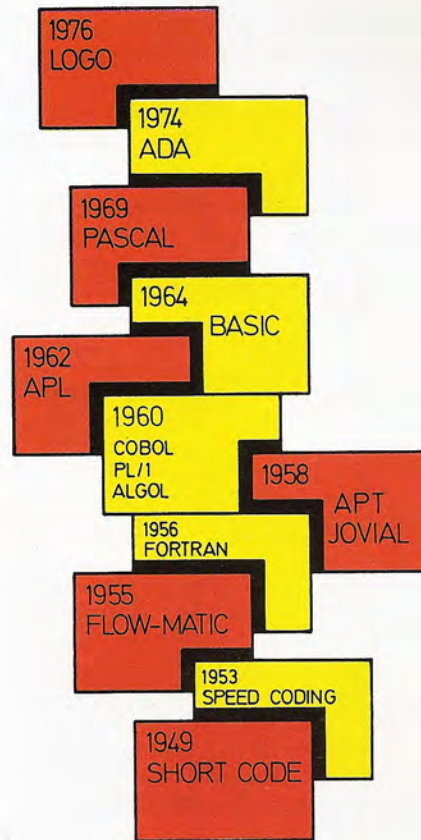 1976
LOGO
1974
ADA
1969
PASCAL
1964
BASIC
1962
APL
1960
COBOL
PL/1
ALGOL
1958
APT
JOVIAL
1956
FORTRAN
1955
FLOW-MATIC
1953
SPEED CODING
1949
SHORT CODE